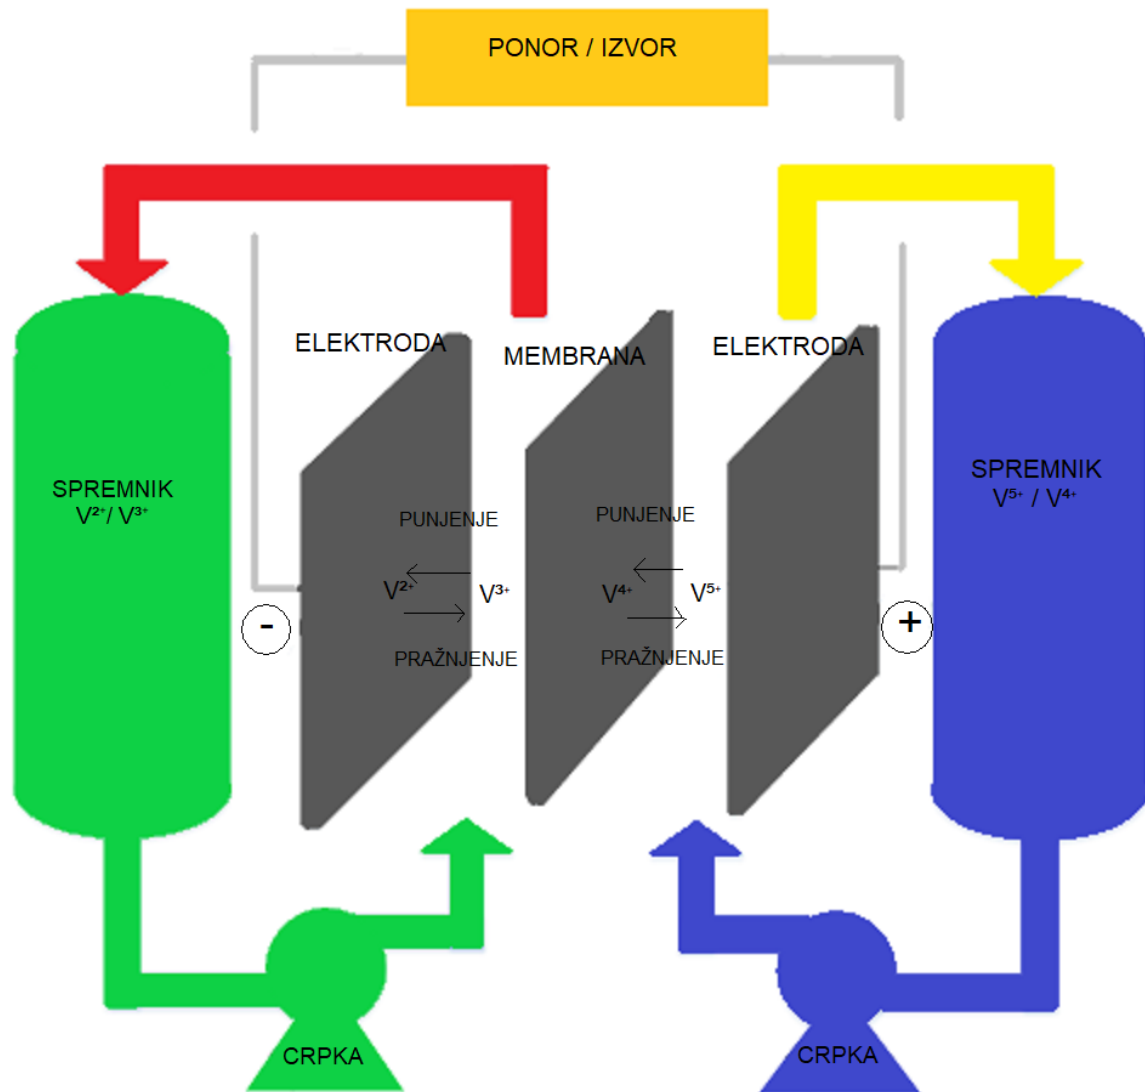 PONOR / IZVOR
ELEKTRODA
MEMBRANA
ELEKTRODA
SPREMNIK
V²⁺/ V³⁺
SPREMNIK
V⁵⁺ / V⁴⁺
PUNJENJE
PUNJENJE
V²⁺
V³⁺
V⁴⁺
V⁵⁺
-
+
PRAŽNJENJE
PRAŽNJENJE
CRPKA
CRPKA